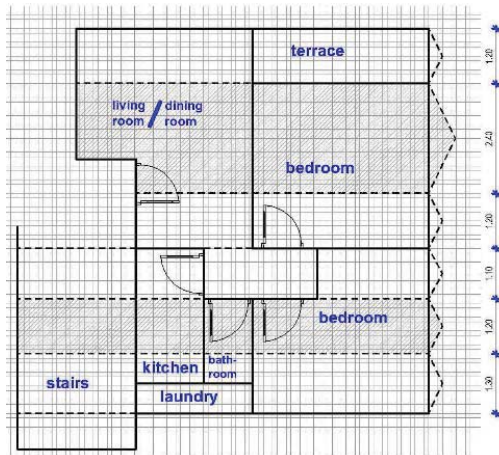 terrace
living / dining
room room
bedroom
bedroom
kitchen
bath-
room
stairs
laundry
1.20
2.40
1.20
1.10
1.20
1.30